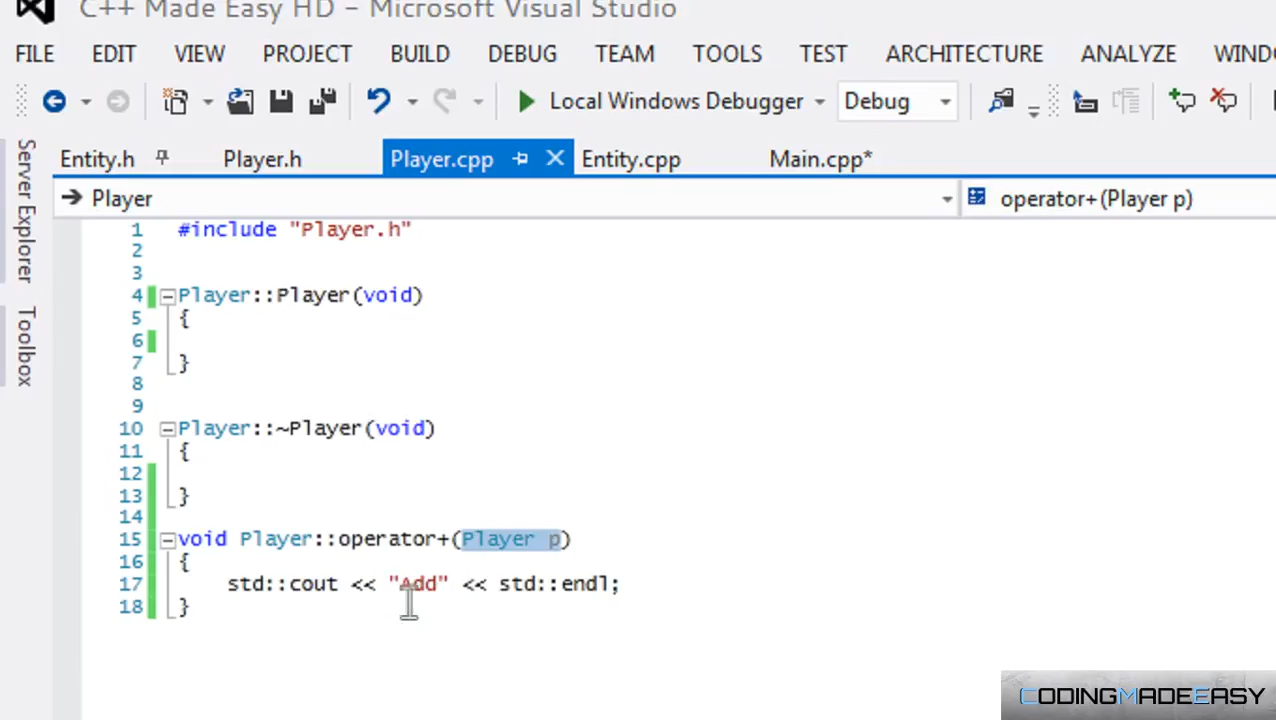 C++ Made Easy HD - Microsoft Visual Studio
FILE EDIT VIEW PROJECT BUILD DEBUG TEAM TOOLS TEST ARCHITECTURE ANALYZE
Local Windows Debugger Debug
Server Explorer
Toolbox
Entity.h Player.h Player.cpp Entity.cpp Main.cpp*
Player operator+(Player p)
1 #include "Player.h"
2
3
4 Player::Player(void)
5 {
6
7 }
8
9
10 Player::~Player(void)
11 {
12
13 }
14
15 void Player::operator+(Player p)
16 {
17 std::cout << "Add" << std::endl;
18 }
CODINGMADEEASY